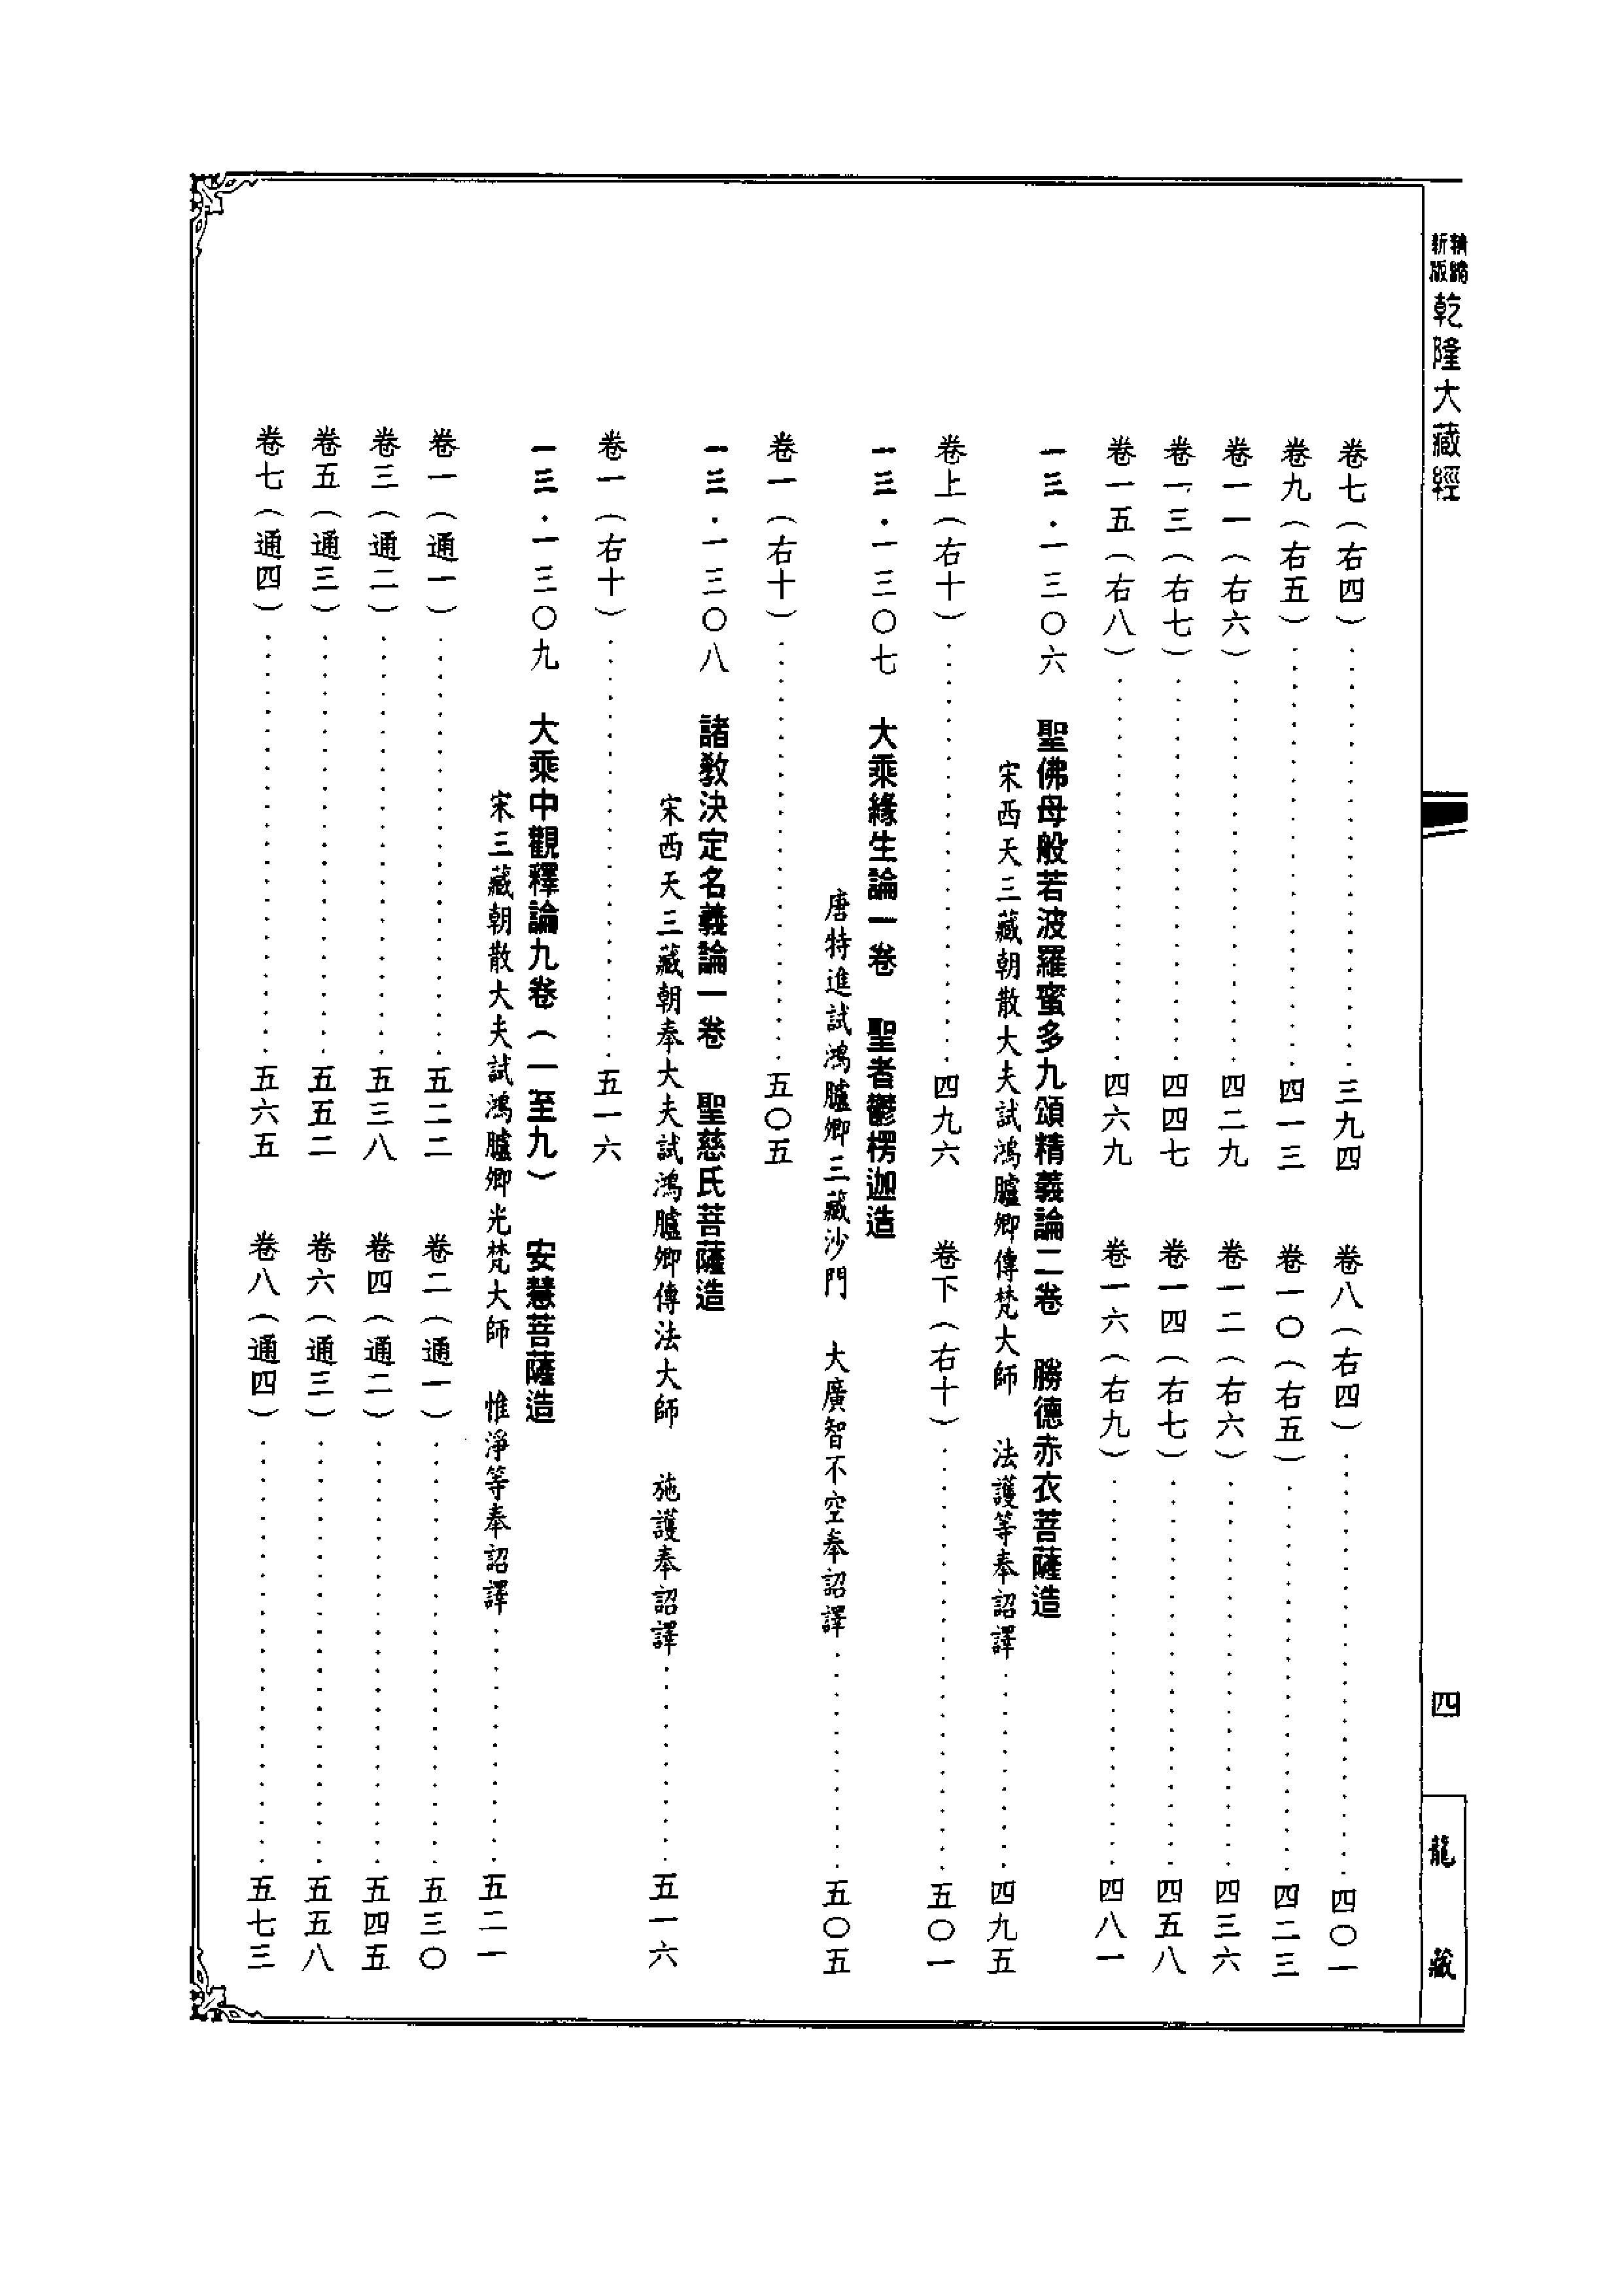 新版
精縮
乾隆大藏經
四
龍藏
卷七（右四）……三九四 卷八（右四）……四〇一
卷九（右五）……四一三 卷一〇（右五）……四二三
卷一一（右六）……四二九 卷一二（右六）……四三六
卷一三（右七）……四四七 卷一四（右七）……四五八
卷一五（右八）……四六九 卷一六（右九）……四八一
一三·一三〇六 聖佛母般若波羅蜜多九頌精義論二卷 勝德赤衣菩薩造
宋西天三藏朝散大夫試鴻臚卿傳梵大師 法護等奉詔譯……四九五
卷上（右十）……四九六 卷下（右十）……五〇一
一三·一三〇七 大乘緣生論一卷 聖者鬱楞迦造
唐特進試鴻臚卿三藏沙門 大廣智不空奉詔譯……五〇五
卷一（右十）……五〇五
一三·一三〇八 諸教決定名義論一卷 聖慈氏菩薩造
宋西天三藏朝奉大夫試鴻臚卿傳法大師 施護奉詔譯……五一六
卷一（右十）……五一六
一三·一三〇九 大乘中觀釋論九卷（一至九） 安慧菩薩造
宋三藏朝散大夫試鴻臚卿光梵大師 惟淨等奉詔譯……五二一
卷一（通一）……五二二 卷二（通一）……五三〇
卷三（通二）……五三八 卷四（通二）……五四五
卷五（通三）……五五二 卷六（通三）……五五八
卷七（通四）……五六五 卷八（通四）……五七三